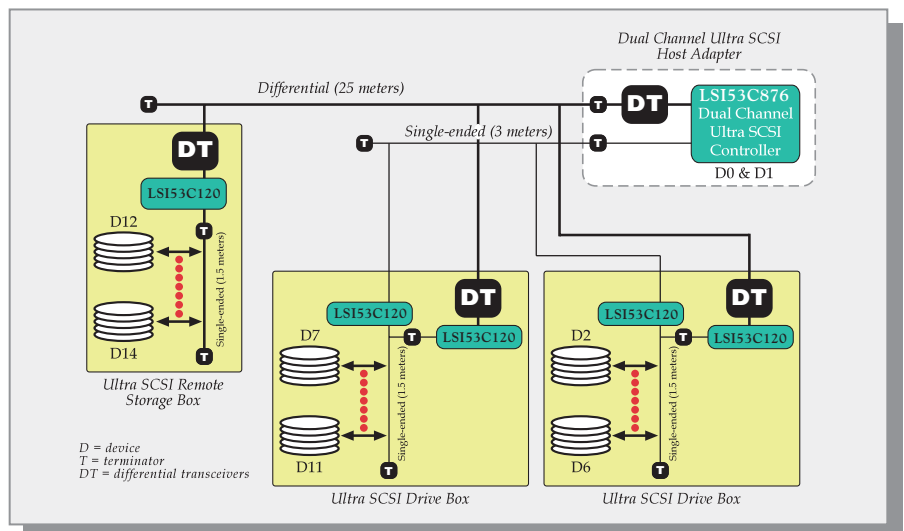 Dual Channel Ultra SCSI
Host Adapter
Differential (25 meters)
T
T
DT
LSI53C876
Dual Channel
Ultra SCSI
Controller
D0 & D1
Single-ended (3 meters)
T
T
DT
LSI53C120
T
D12
Single-ended (1.5 meters)
D14
T
Ultra SCSI Remote
Storage Box
DT
LSI53C120
T
LSI53C120
D7
Single-ended (1.5 meters)
D11
T
Ultra SCSI Drive Box
DT
LSI53C120
T
LSI53C120
D2
Single-ended (1.5 meters)
D6
T
Ultra SCSI Drive Box
D = device
T = terminator
DT = differential transceivers